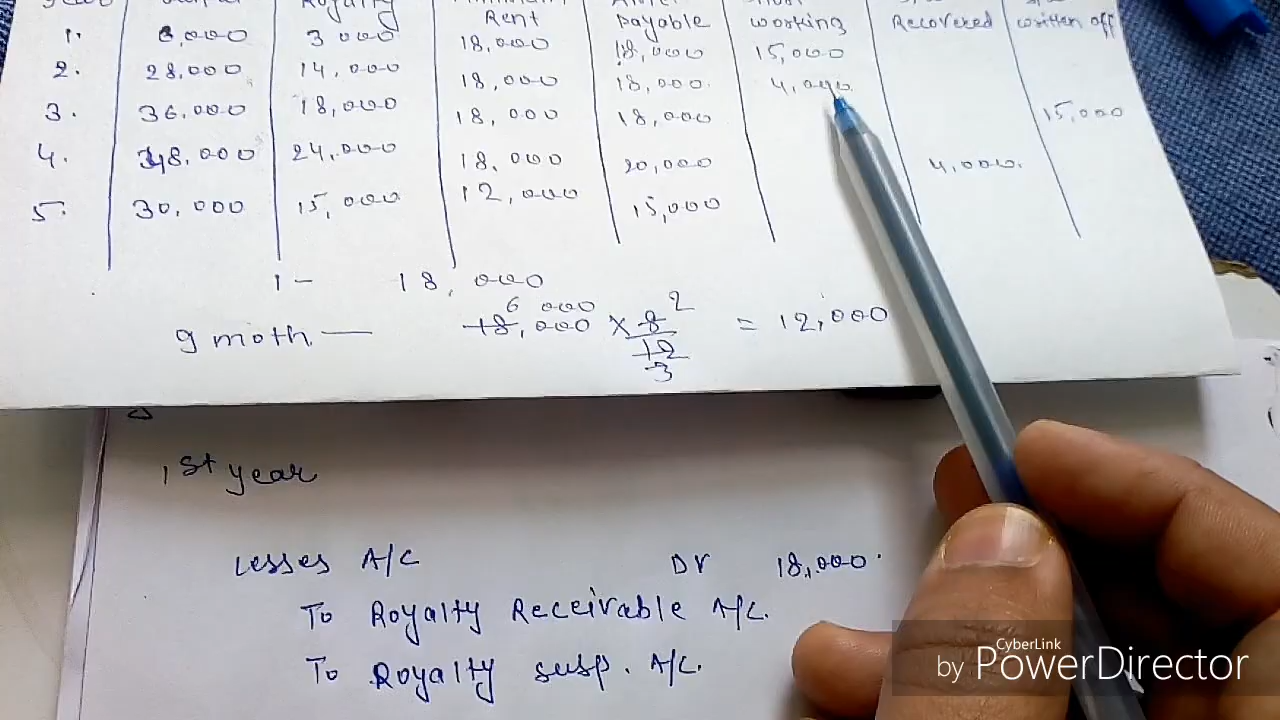 Rent payable working Recovered written off
1. 6,000 3000 18,000 18,000 15,000
2. 28,000 14,000 18,000 18,000. 4,000
3. 36,000 18,000 18,000 18,000 15,000
4. 48,000 24,000 18,000 20,000 4,000.
5. 30,000 15,000 12,000 15,000
1 - 18,000
6 000 2
9 moth — 18,000 × 8 = 12,000
12
3
1st year
Lesses A/C Dr 18,000.
To Royalty Receivable A/C.
To Royalty susp. A/C.
CyberLink
by PowerDirector